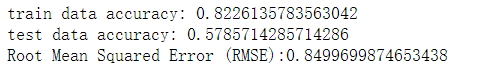 train data accuracy: 0.8226135783563042
test data accuracy: 0.5785714285714286
Root Mean Squared Error (RMSE):0.8499699874653438